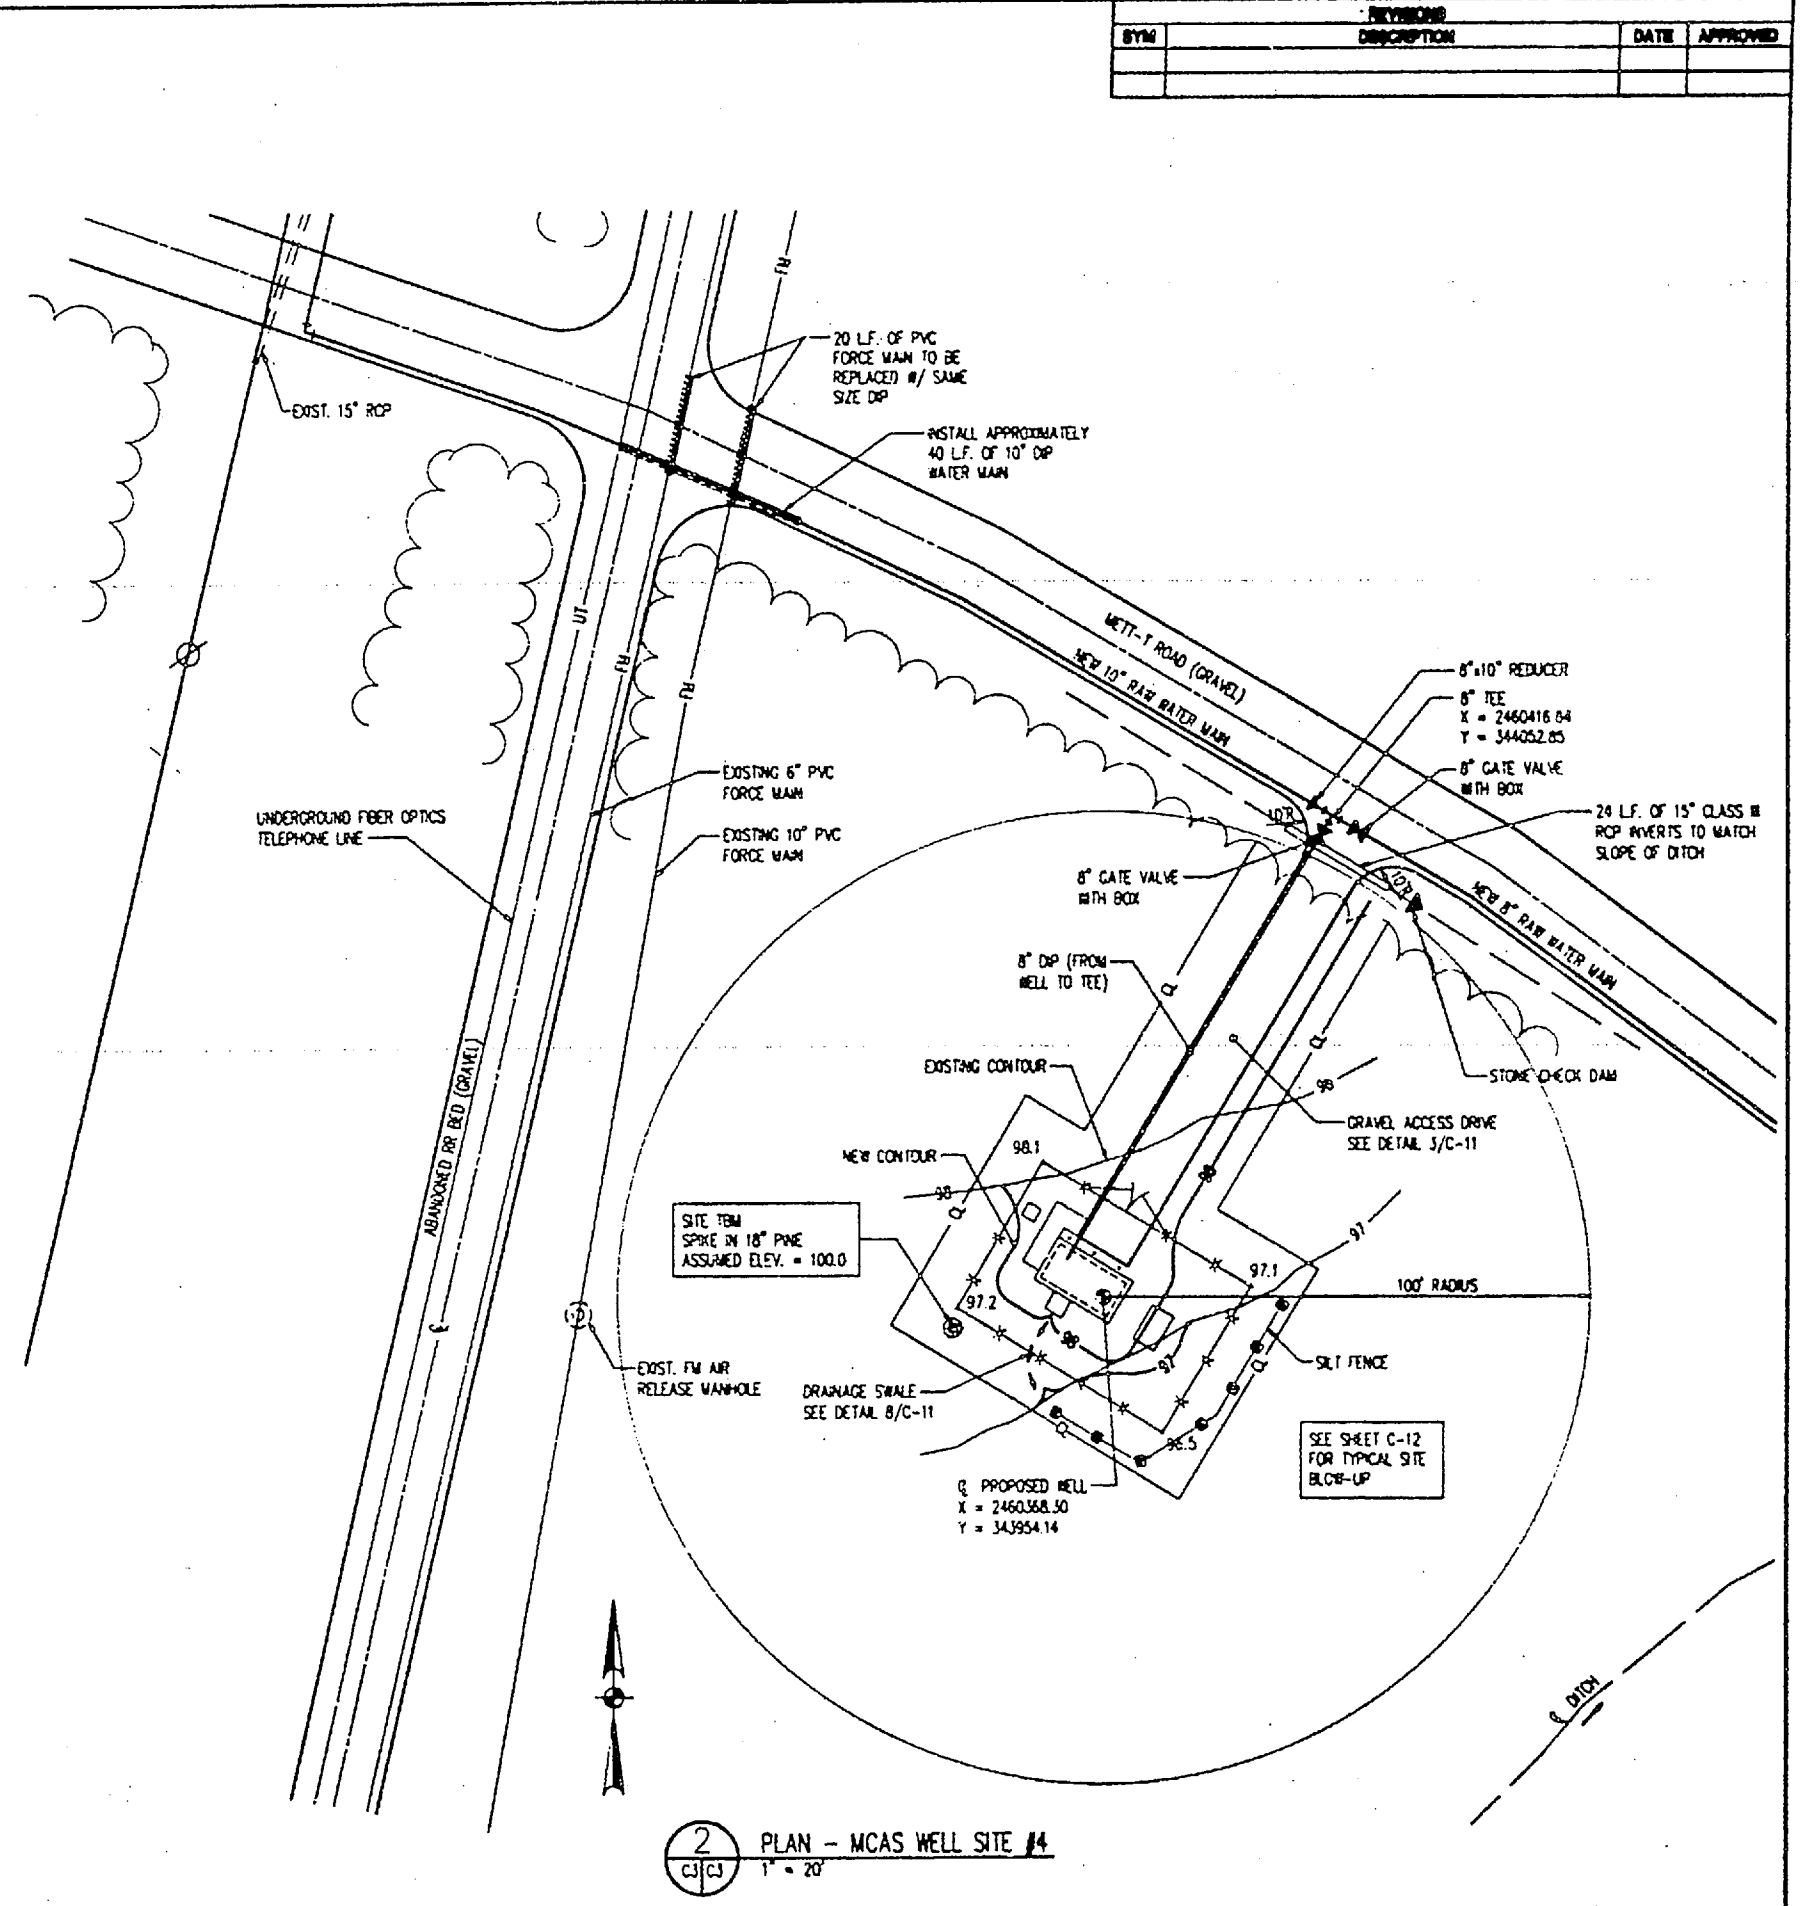 REVISIONS
SYM DESCRIPTION DATE APPROVED
20 L.F. OF PVC
FORCE MAIN TO BE
REPLACED W/ SAME
SIZE DIP
EXIST. 15" RCP
INSTALL APPROXIMATELY
40 L.F. OF 10" DIP
WATER MAIN
METT-T ROAD (GRAVEL)
NEW 10" RAW WATER MAIN
8"x10" REDUCER
8" TEE
X = 2460416.84
Y = 344052.85
8" GATE VALVE
WITH BOX
24 L.F. OF 15" CLASS III
RCP INVERTS TO MATCH
SLOPE OF DITCH
UT
EXISTING 6" PVC
FORCE MAIN
UNDERGROUND FIBER OPTICS
TELEPHONE LINE
EXISTING 10" PVC
FORCE MAIN
10'R
10'R
8" GATE VALVE
WITH BOX
NEW 8" RAW WATER MAIN
8" DIP (FROM
WELL TO TEE)
EXISTING CONTOUR
98
STONE CHECK DAM
GRAVEL ACCESS DRIVE
SEE DETAIL 3/C-11
ABANDONED RR BED (GRAVEL)
NEW CONTOUR
98.1
98
98
97
SITE TBM
SPIKE IN 18" PINE
ASSUMED ELEV. = 100.0
97.2
97.1
100' RADIUS
98
97
SILT FENCE
EXIST. FM AIR
RELEASE MANHOLE
DRAINAGE SWALE
SEE DETAIL 8/C-11
96.5
SEE SHEET C-12
FOR TYPICAL SITE
BLOW-UP
℄ PROPOSED WELL
X = 2460368.30
Y = 343954.14
℄ DITCH
2
C3 C3
PLAN - MCAS WELL SITE #4
1" = 20'